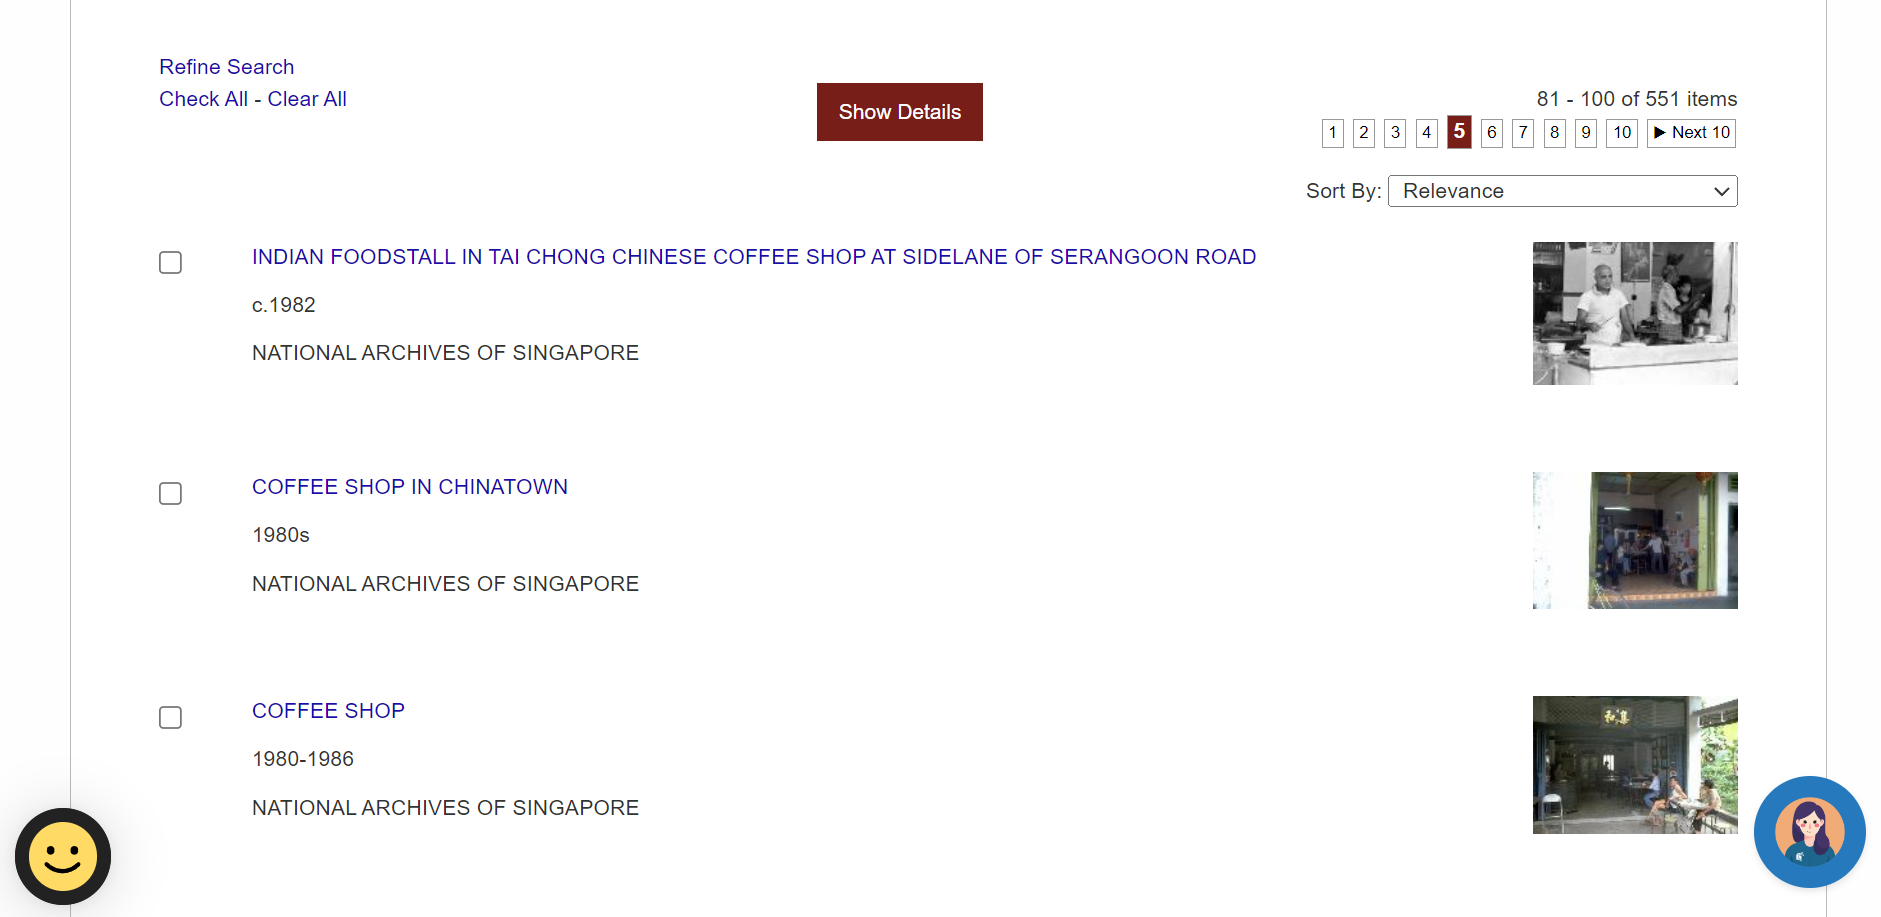 Refine Search
Check All - Clear All
Show Details
81 - 100 of 551 items
1 2 3 4 5 6 7 8 9 10 ▶ Next 10
Sort By: Relevance
INDIAN FOODSTALL IN TAI CHONG CHINESE COFFEE SHOP AT SIDELANE OF SERANGOON ROAD
c.1982
NATIONAL ARCHIVES OF SINGAPORE
COFFEE SHOP IN CHINATOWN
1980s
NATIONAL ARCHIVES OF SINGAPORE
COFFEE SHOP
1980-1986
NATIONAL ARCHIVES OF SINGAPORE